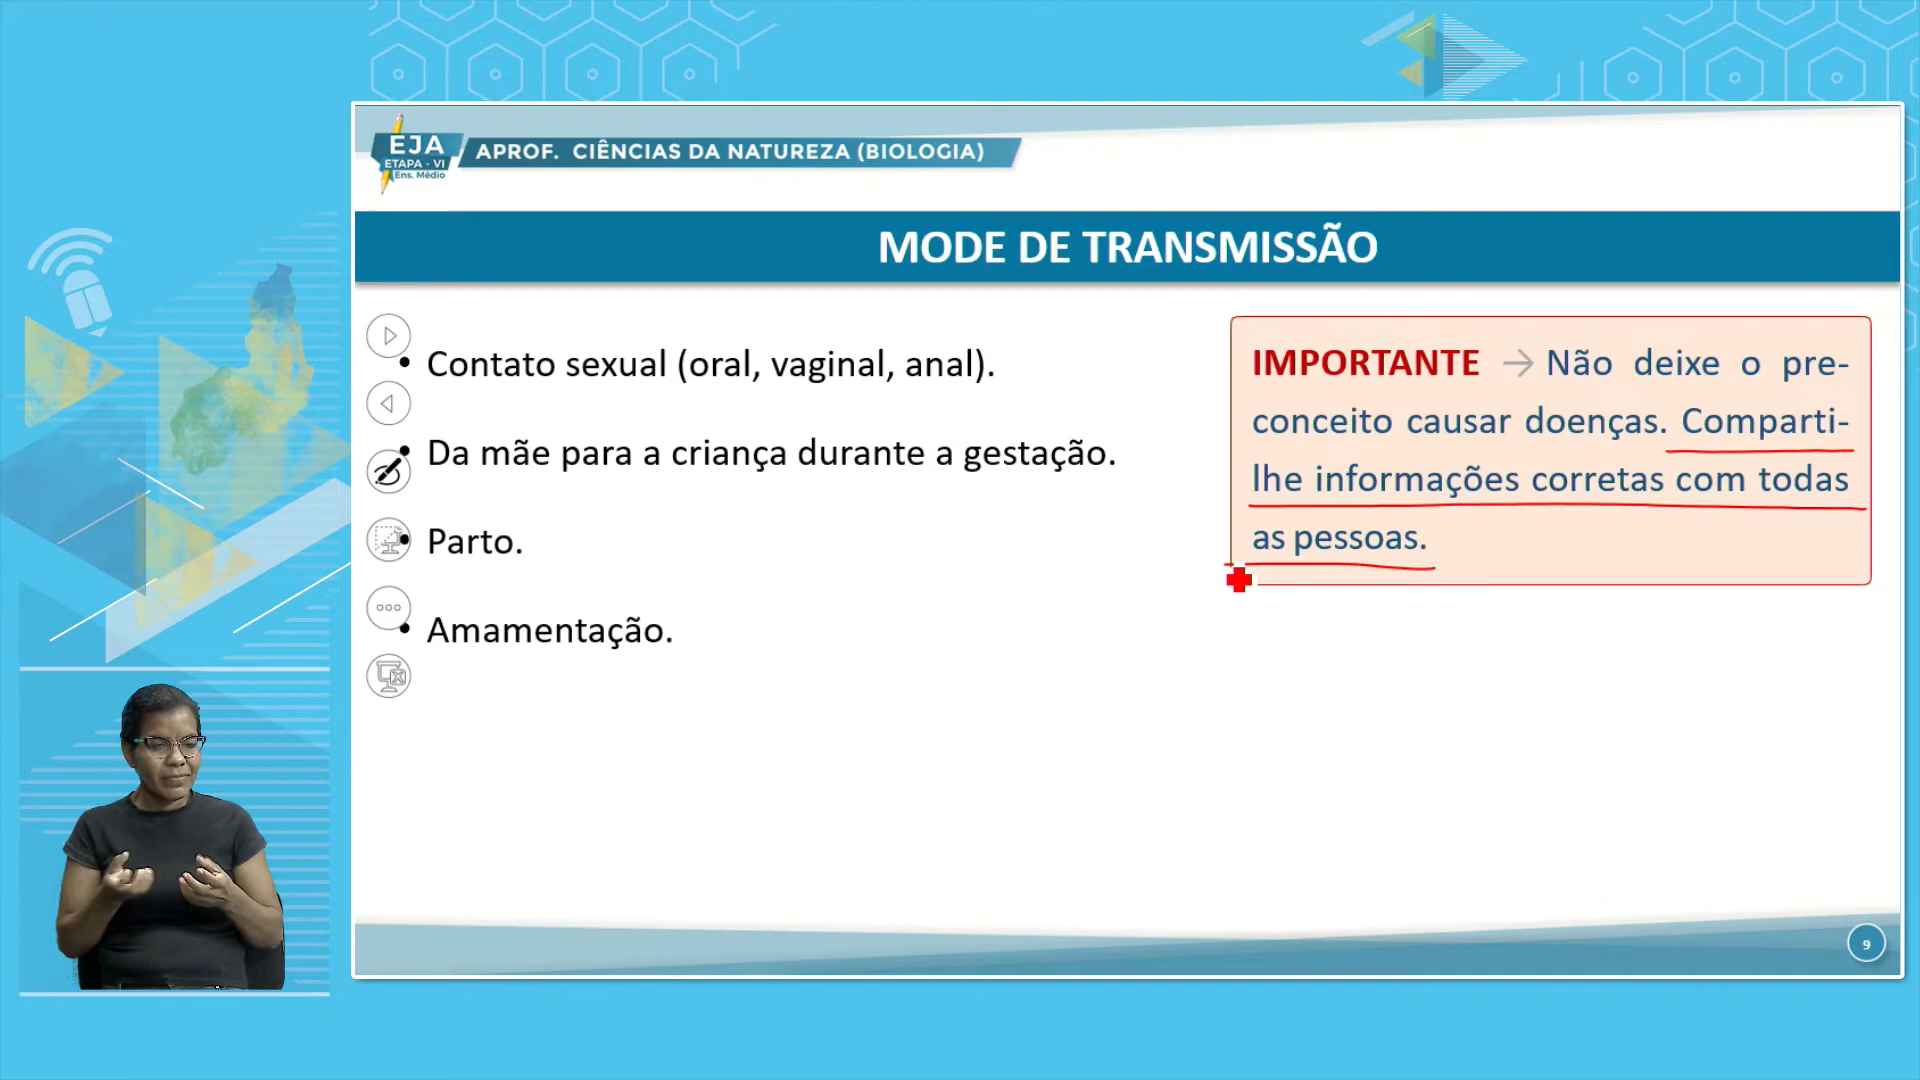 EJA
ETAPA - VI
Ens. Médio
APROF. CIÊNCIAS DA NATUREZA (BIOLOGIA)
MODE DE TRANSMISSÃO
• Contato sexual (oral, vaginal, anal).
• Da mãe para a criança durante a gestação.
• Parto.
• Amamentação.
IMPORTANTE → Não deixe o pre-
conceito causar doenças. Comparti-
lhe informações corretas com todas
as pessoas.
9